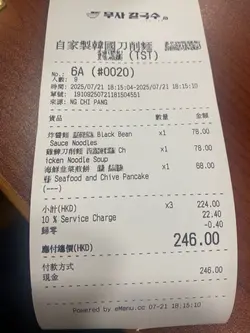 무사 칼국수
自家製韓國刀削麵
(TST)
No.: 6A (#0020)
人數: 0
時間: 2025/07/21 18:15:04-2025/07/21 18:15:10
單號: 1910925072118504551
來源: NG CHI PANG
貨品 數量 金額
炸醬麵 Black Bean Sauce Noodles x1 78.00
雞蓉刀削麵 Ch
icken Noodle Soup x1 78.00
海鮮韭菜煎餅 x1 68.00
Seafood and Chive Pancake
(---)
小計(HKD) x3 224.00
10 % Service Charge 22.40
歸零 -0.40
應付總價(HKD) 246.00
付款方式
現金 246.00
Powered by eMenu.cc -07-21 18:15:10